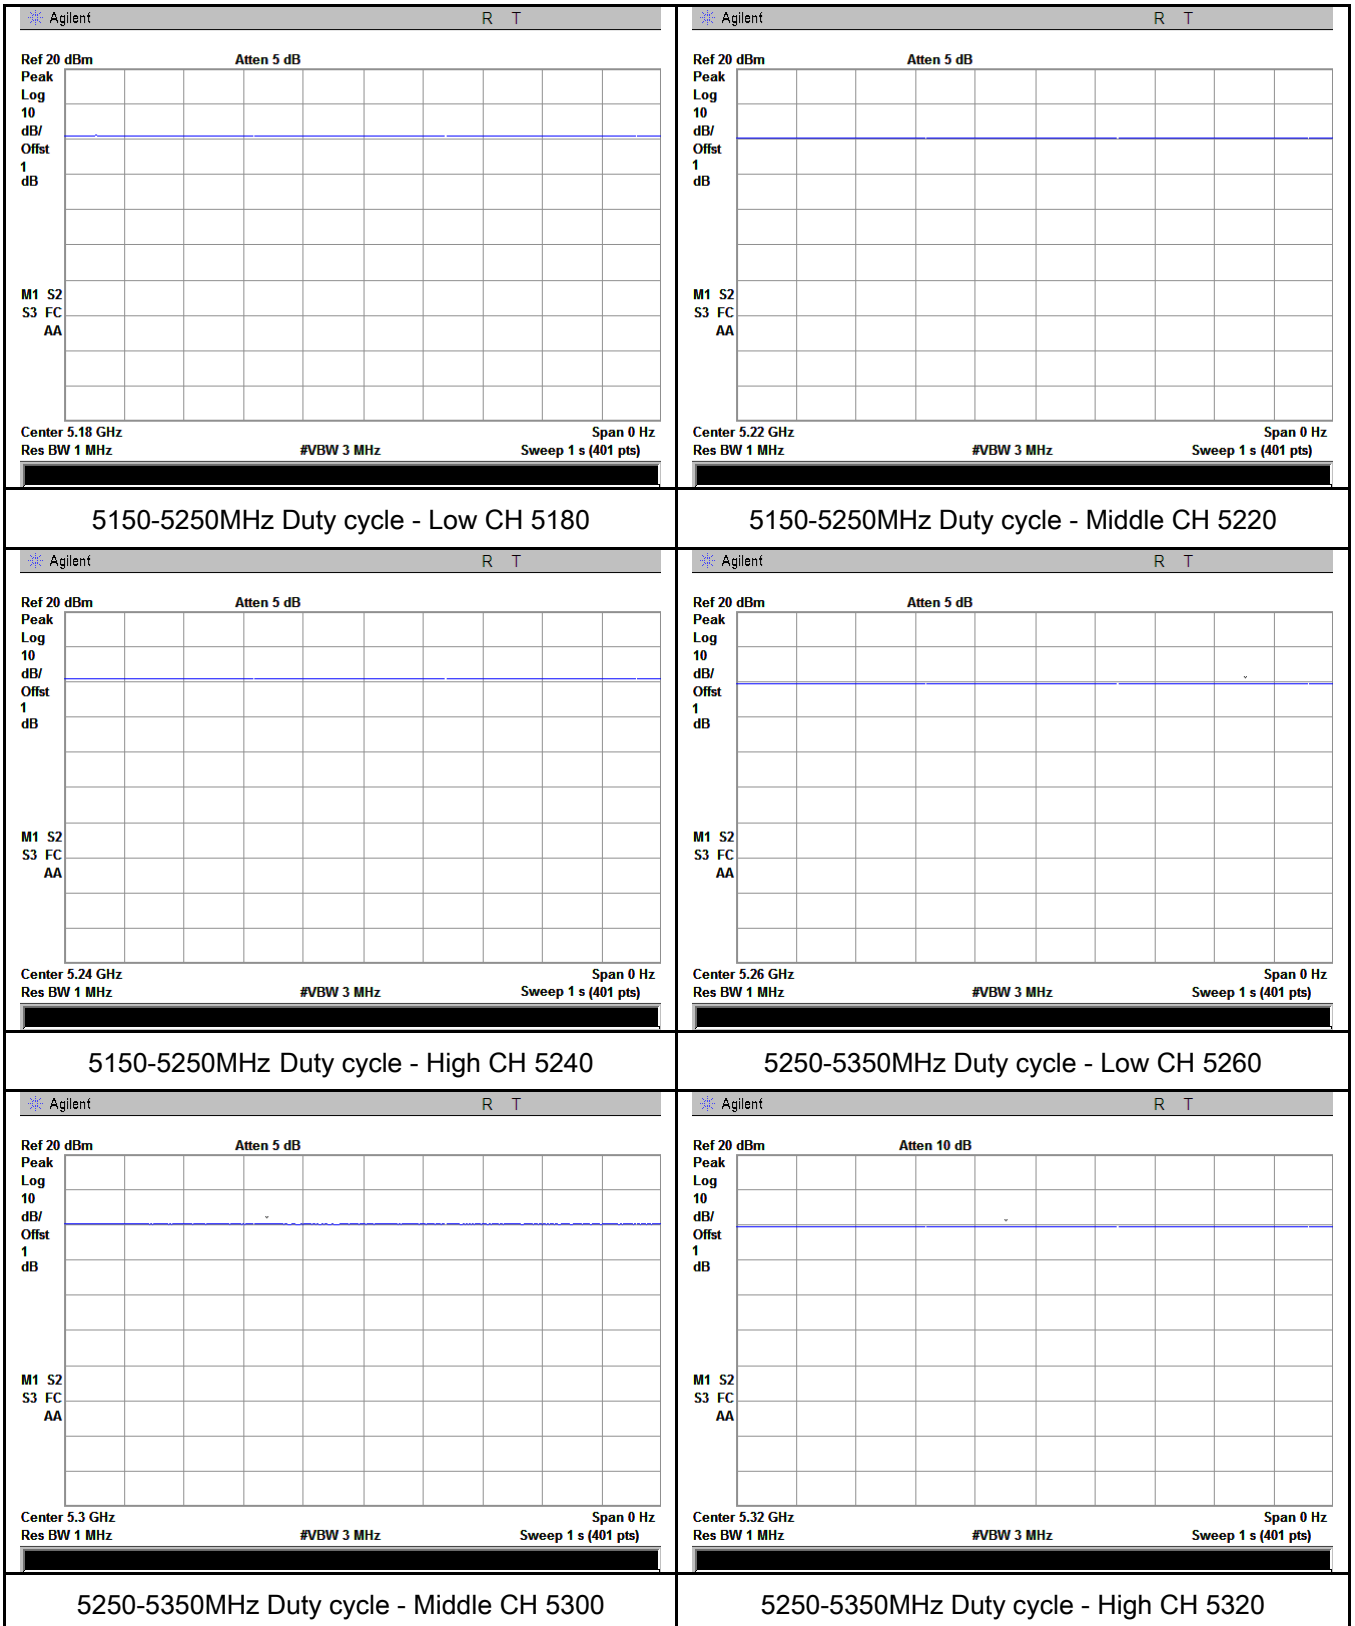 Agilent R T
Ref 20 dBm Atten 5 dB
Peak
Log
10
dB/
Offst
1
dB
M1 S2
S3 FC
AA
Center 5.18 GHz Span 0 Hz
Res BW 1 MHz #VBW 3 MHz Sweep 1 s (401 pts)
5150-5250MHz Duty cycle - Low CH 5180
Agilent R T
Ref 20 dBm Atten 5 dB
Peak
Log
10
dB/
Offst
1
dB
M1 S2
S3 FC
AA
Center 5.22 GHz Span 0 Hz
Res BW 1 MHz #VBW 3 MHz Sweep 1 s (401 pts)
5150-5250MHz Duty cycle - Middle CH 5220
Agilent R T
Ref 20 dBm Atten 5 dB
Peak
Log
10
dB/
Offst
1
dB
M1 S2
S3 FC
AA
Center 5.24 GHz Span 0 Hz
Res BW 1 MHz #VBW 3 MHz Sweep 1 s (401 pts)
5150-5250MHz Duty cycle - High CH 5240
Agilent R T
Ref 20 dBm Atten 5 dB
Peak
Log
10
dB/
Offst
1
dB
M1 S2
S3 FC
AA
Center 5.26 GHz Span 0 Hz
Res BW 1 MHz #VBW 3 MHz Sweep 1 s (401 pts)
5250-5350MHz Duty cycle - Low CH 5260
Agilent R T
Ref 20 dBm Atten 5 dB
Peak
Log
10
dB/
Offst
1
dB
M1 S2
S3 FC
AA
Center 5.3 GHz Span 0 Hz
Res BW 1 MHz #VBW 3 MHz Sweep 1 s (401 pts)
5250-5350MHz Duty cycle - Middle CH 5300
Agilent R T
Ref 20 dBm Atten 10 dB
Peak
Log
10
dB/
Offst
1
dB
M1 S2
S3 FC
AA
Center 5.32 GHz Span 0 Hz
Res BW 1 MHz #VBW 3 MHz Sweep 1 s (401 pts)
5250-5350MHz Duty cycle - High CH 5320